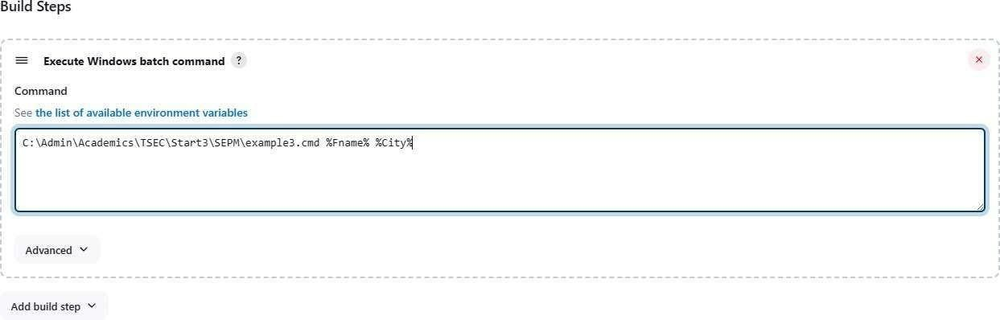 Build Steps
Execute Windows batch command ?
Command
See the list of available environment variables
C:\Admin\Academics\TSEC\Start3\SEPM\example3.cmd %Fname% %City%
Advanced
Add build step